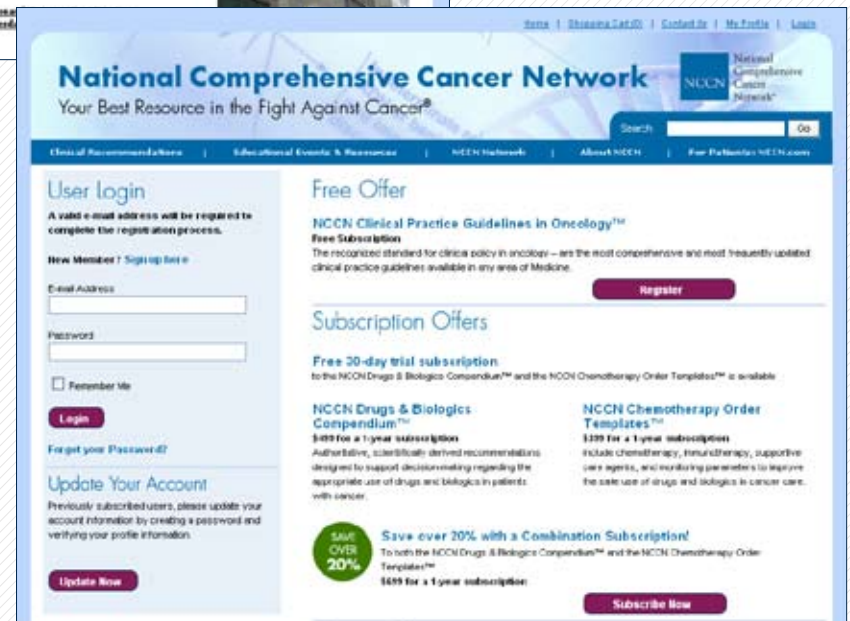 Home | Shopping Cart (0) | Contact Us | My Profile | Login
National Comprehensive Cancer Network
Your Best Resource in the Fight Against Cancer®
NCCN
National
Comprehensive
Cancer
Network®
Search
Go
Clinical Recommendations | Educational Events & Resources | NCCN Network | About NCCN | For Patients: NCCN.com
User Login
A valid e-mail address will be required to
complete the registration process.
New Member? Sign up here
E-mail Address
Password
Remember Me
Login
Forgot your Password?
Update Your Account
Previously subscribed users, please update your
account information by creating a password and
verifying your profile information.
Update Now
Free Offer
NCCN Clinical Practice Guidelines in Oncology™
Free Subscription
The recognized standard for clinical policy in oncology – are the most comprehensive and most frequently updated
clinical practice guidelines available in any area of Medicine.
Register
Subscription Offers
Free 30-day trial subscription
to the NCCN Drugs & Biologics Compendium™ and the NCCN Chemotherapy Order Templates™ is available
NCCN Drugs & Biologics
Compendium™
for a 1-year subscription
Authoritative, scientifically derived recommendations
designed to support decision-making regarding the
appropriate use of drugs and biologics in patients
with cancer.
NCCN Chemotherapy Order
Templates™
for a 1-year subscription
Include chemotherapy, immunotherapy, supportive
care agents, and monitoring parameters to improve
the safe use of drugs and biologics in cancer care.
SAVE
OVER
20%
Save over 20% with a Combination Subscription!
To both the NCCN Drugs & Biologics Compendium™ and the NCCN Chemotherapy Order
Templates™
$699 for a 1-year subscription
Subscribe Now